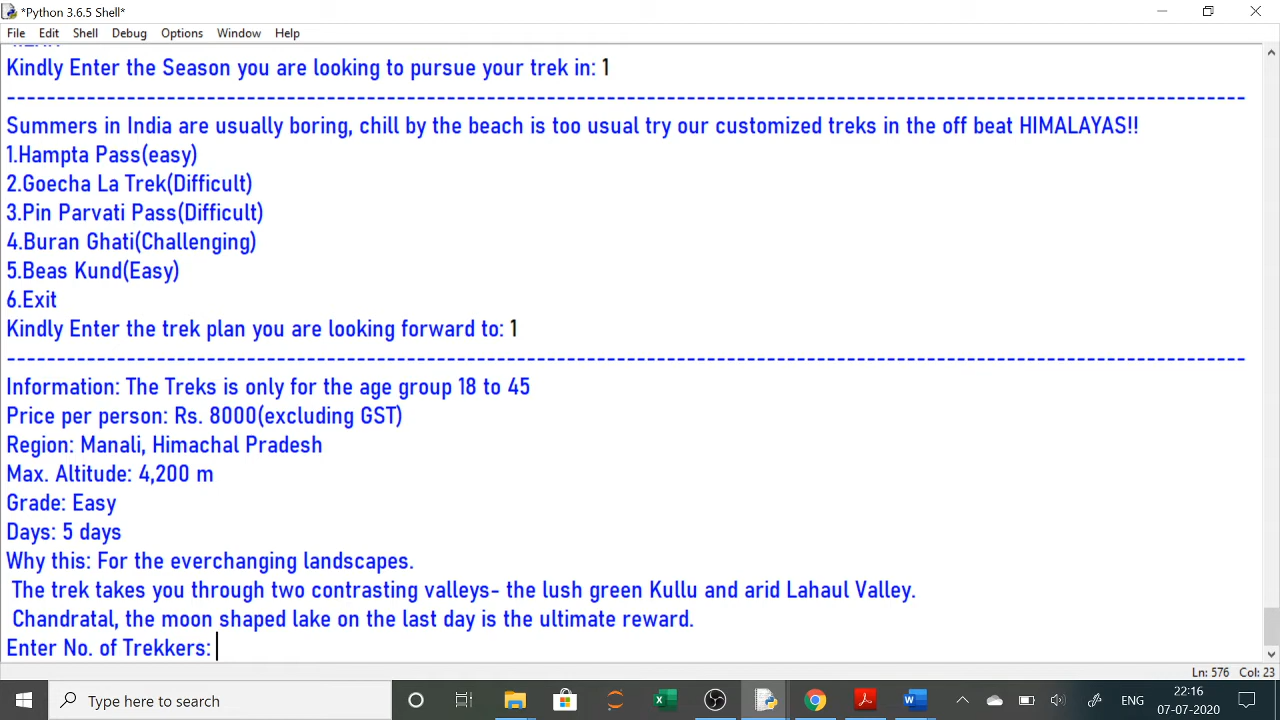 *Python 3.6.5 Shell*
File Edit Shell Debug Options Window Help
Kindly Enter the Season you are looking to pursue your trek in: 1
--------------------------------------------------------------------------------------------------------------------------
Summers in India are usually boring, chill by the beach is too usual try our customized treks in the off beat HIMALAYAS!!
1.Hampta Pass(easy)
2.Goecha La Trek(Difficult)
3.Pin Parvati Pass(Difficult)
4.Buran Ghati(Challenging)
5.Beas Kund(Easy)
6.Exit
Kindly Enter the trek plan you are looking forward to: 1
--------------------------------------------------------------------------------------------------------------------------
Information: The Treks is only for the age group 18 to 45
Price per person: Rs. 8000(excluding GST)
Region: Manali, Himachal Pradesh
Max. Altitude: 4,200 m
Grade: Easy
Days: 5 days
Why this: For the everchanging landscapes.
The trek takes you through two contrasting valleys- the lush green Kullu and arid Lahaul Valley.
Chandratal, the moon shaped lake on the last day is the ultimate reward.
Enter No. of Trekkers:
Ln: 576 Col: 23
Type here to search
ENG
22:16
07-07-2020